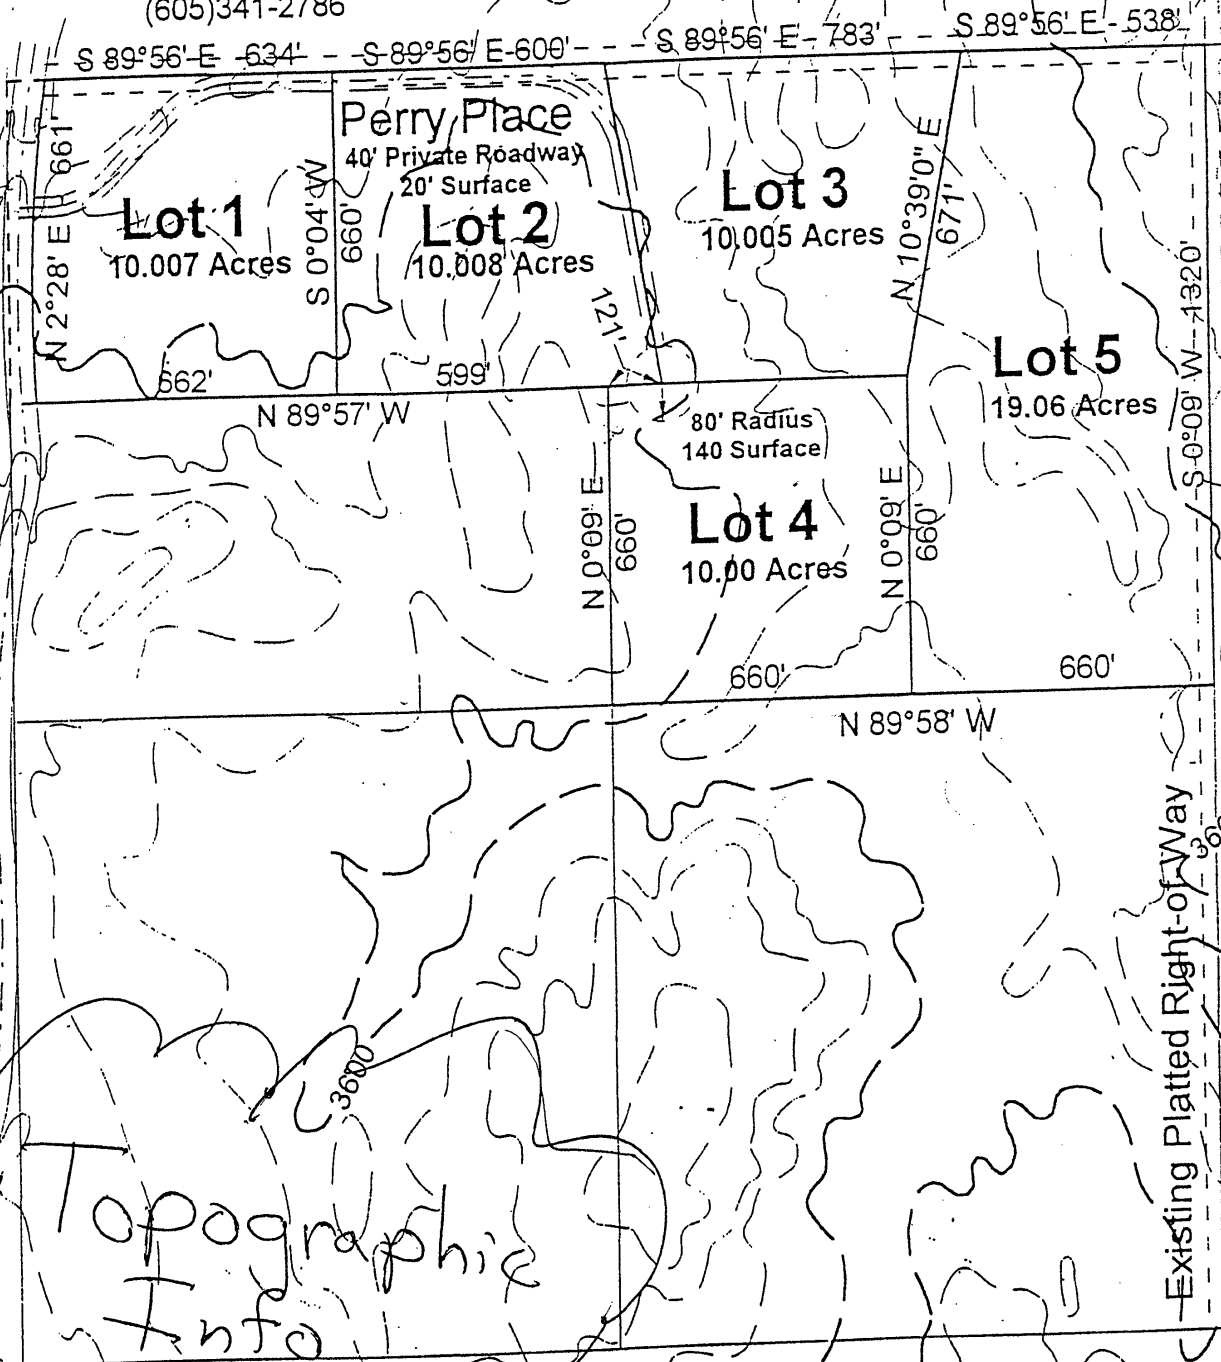 (605)341-2786
S 89°56' E 634'
S 89°56' E 600'
S 89°56' E 783'
S 89°56' E 538'
N 2°28' E 661'
Lot 1
10.007 Acres
S 0°04' W
660'
Perry Place
40' Private Roadway
20' Surface
Lot 2
10.008 Acres
121'
Lot 3
10.005 Acres
N 10°39'0" E
671'
Lot 5
19.06 Acres
S 0°09' W 1320'
662'
599'
N 89°57' W
80' Radius
140 Surface
N 0°09' E
660'
Lot 4
10.00 Acres
N 0°09' E
660'
660'
660'
N 89°58' W
Existing Platted Right-of-Way
3600
Topographic
Info